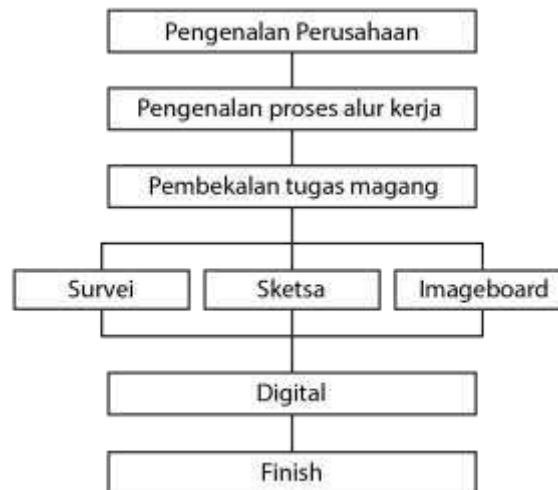 Pengenalan Perusahaan
Pengenalan proses alur kerja
Pembekalan tugas magang
Survei
Sketsa
Imageboard
Digital
Finish